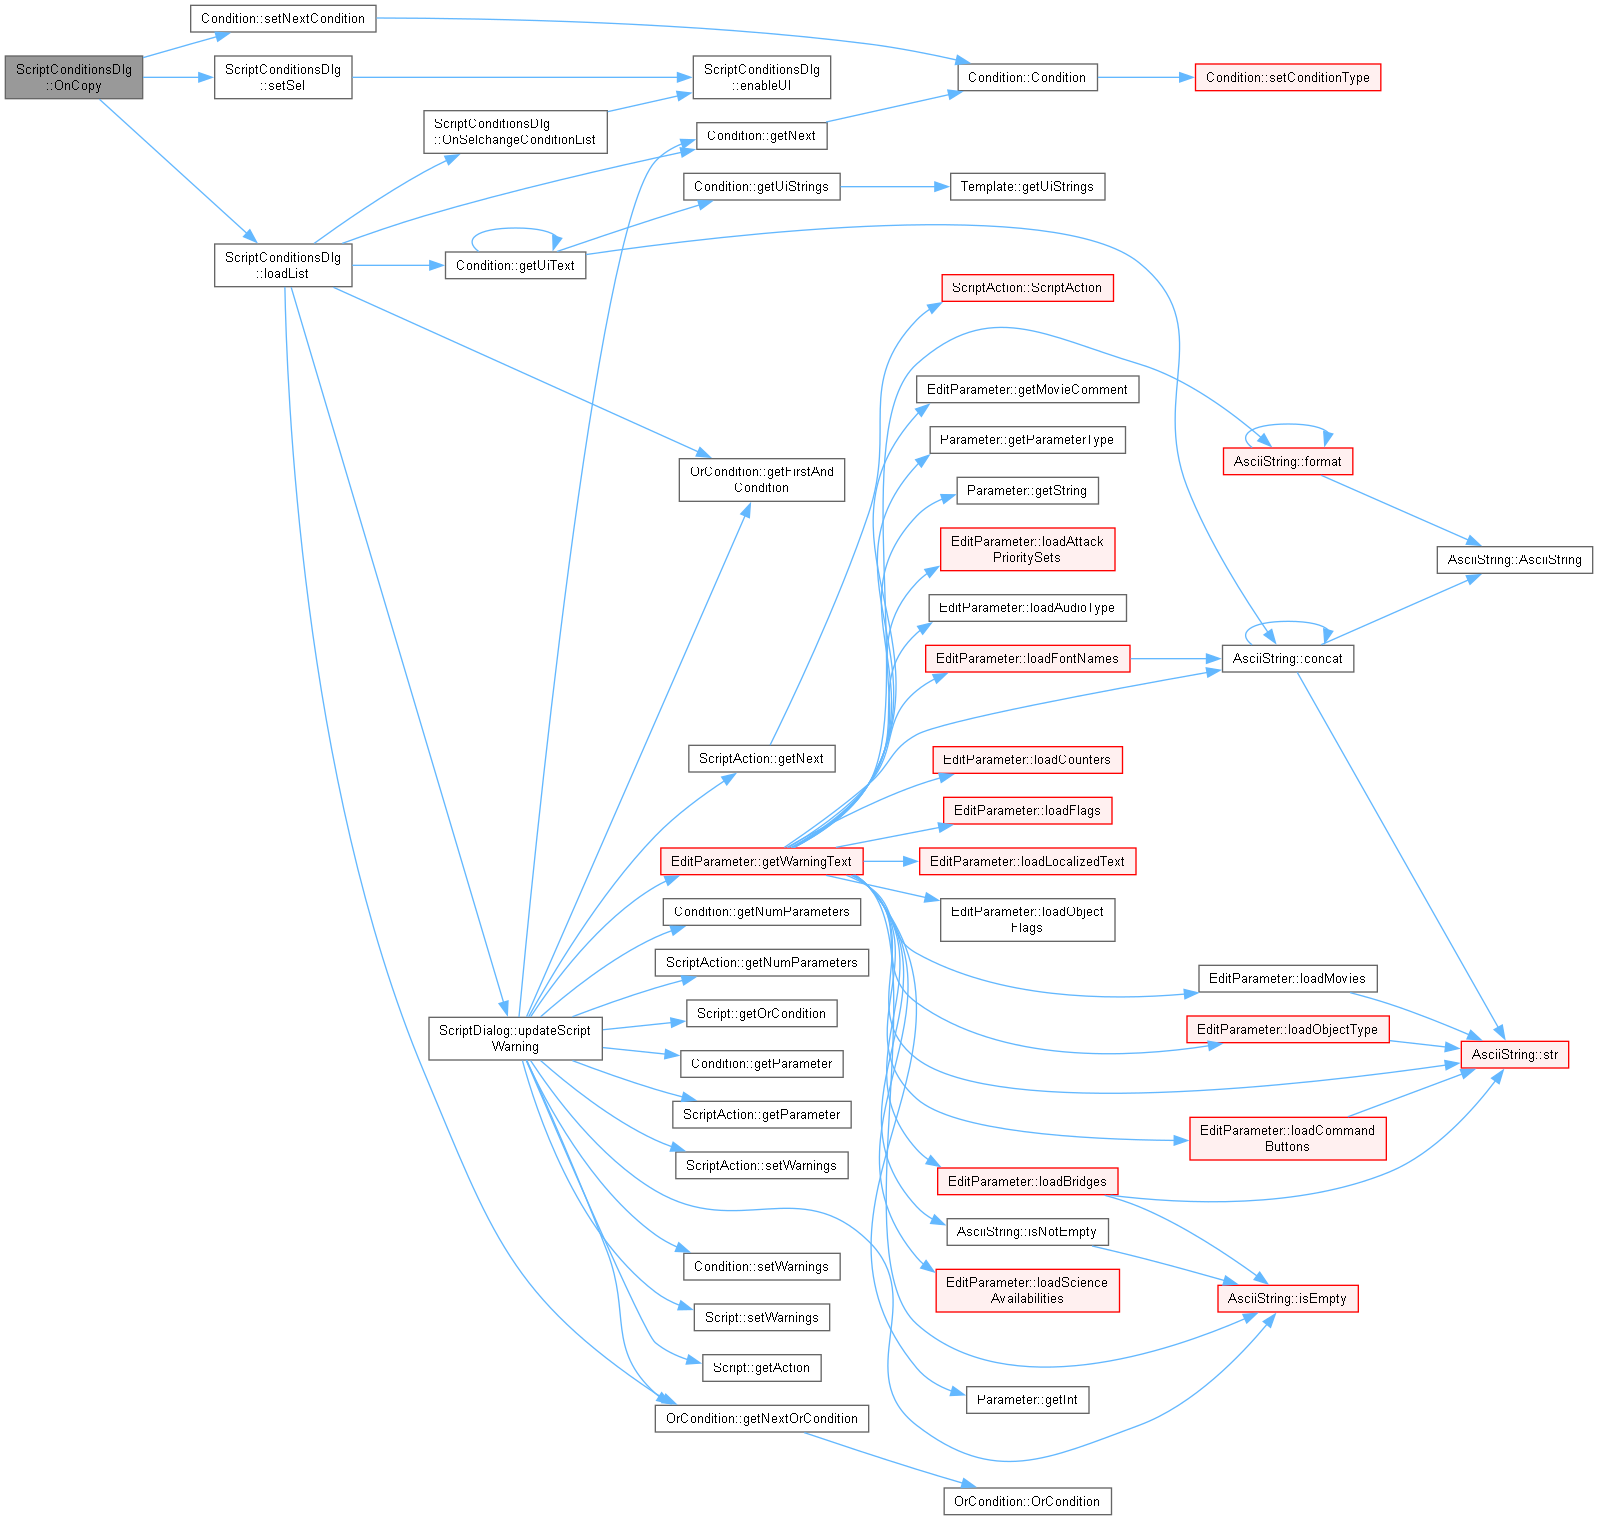 Condition::setNextCondition
ScriptConditionsDlg
::OnCopy
ScriptConditionsDlg
::setSel
ScriptConditionsDlg
::enableUI
Condition::Condition
Condition::setConditionType
ScriptConditionsDlg
::OnSelchangeConditionList
Condition::getNext
Condition::getUiStrings
Template::getUiStrings
ScriptConditionsDlg
::loadList
Condition::getUiText
ScriptAction::ScriptAction
EditParameter::getMovieComment
Parameter::getParameterType
AsciiString::format
OrCondition::getFirstAnd
Condition
Parameter::getString
EditParameter::loadAttack
PrioritySets
AsciiString::AsciiString
EditParameter::loadAudioType
EditParameter::loadFontNames
AsciiString::concat
ScriptAction::getNext
EditParameter::loadCounters
EditParameter::loadFlags
EditParameter::getWarningText
EditParameter::loadLocalizedText
Condition::getNumParameters
EditParameter::loadObject
Flags
ScriptAction::getNumParameters
EditParameter::loadMovies
Script::getOrCondition
ScriptDialog::updateScript
Warning
EditParameter::loadObjectType
AsciiString::str
Condition::getParameter
ScriptAction::getParameter
EditParameter::loadCommand
Buttons
ScriptAction::setWarnings
EditParameter::loadBridges
AsciiString::isNotEmpty
Condition::setWarnings
EditParameter::loadScience
Availabilities
AsciiString::isEmpty
Script::setWarnings
Script::getAction
Parameter::getInt
OrCondition::getNextOrCondition
OrCondition::OrCondition